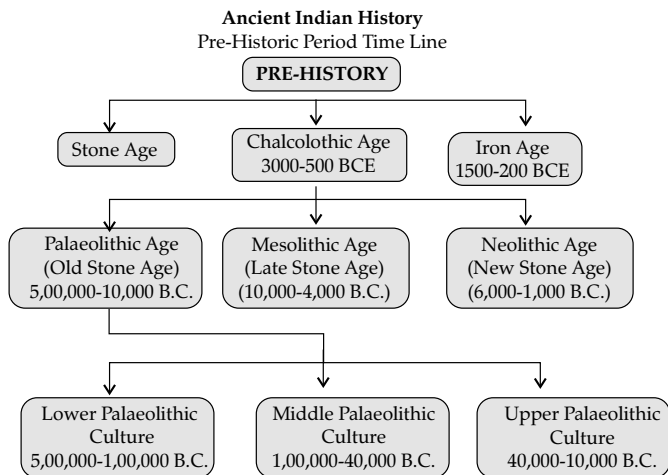 Ancient Indian History
Pre-Historic Period Time Line
PRE-HISTORY
Stone Age
Chalcolothic Age
3000-500 BCE
Iron Age
1500-200 BCE
Palaeolithic Age
(Old Stone Age)
5,00,000-10,000 B.C.
Mesolithic Age
(Late Stone Age)
(10,000-4,000 B.C.)
Neolithic Age
(New Stone Age)
(6,000-1,000 B.C.)
Lower Palaeolithic
Culture
5,00,000-1,00,000 B.C.
Middle Palaeolithic
Culture
1,00,000-40,000 B.C.
Upper Palaeolithic
Culture
40,000-10,000 B.C.